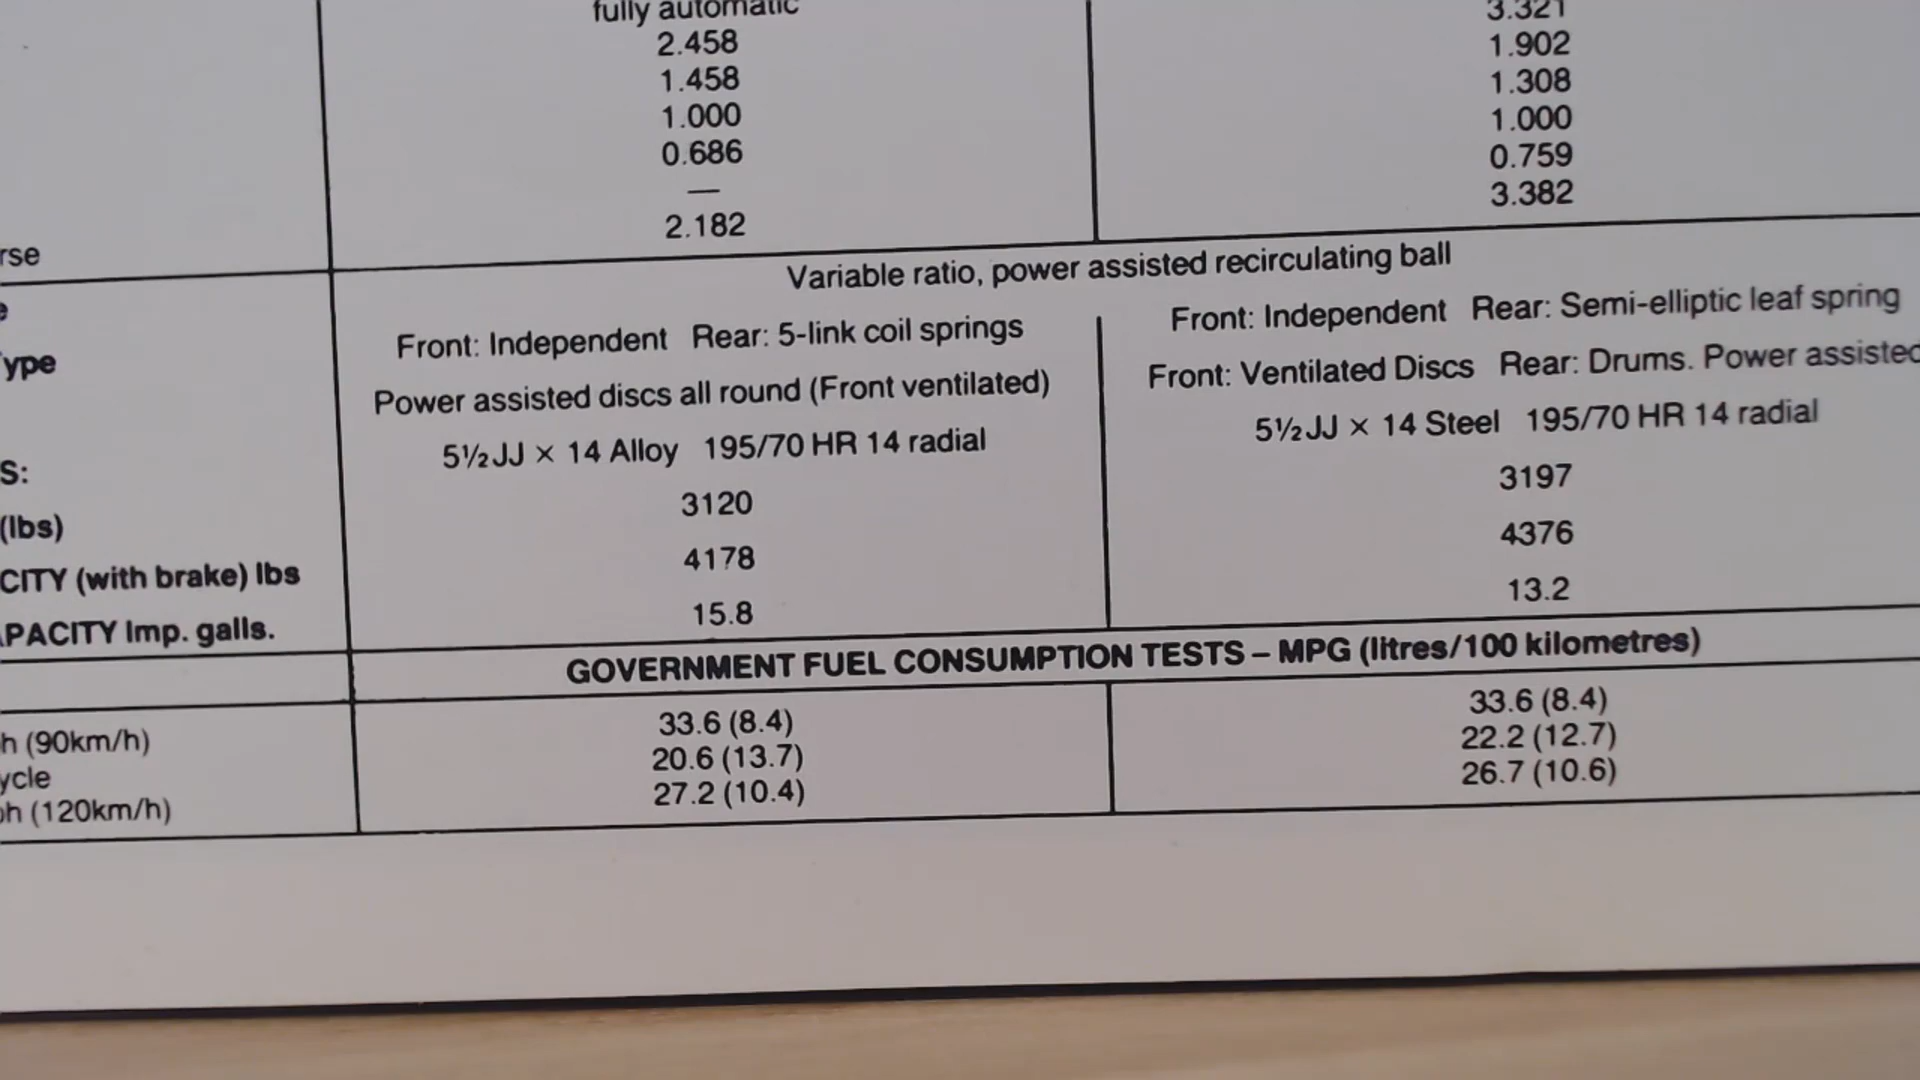 fully automatic 3.321
2.458 1.902
1.458 1.308
1.000 1.000
0.686 0.759
— 3.382
rse 2.182
Variable ratio, power assisted recirculating ball
e Front: Independent Rear: 5-link coil springs Front: Independent Rear: Semi-elliptic leaf spring
ype Power assisted discs all round (Front ventilated) Front: Ventilated Discs Rear: Drums. Power assisted
5½JJ × 14 Alloy 195/70 HR 14 radial 5½JJ × 14 Steel 195/70 HR 14 radial
S: 3120 3197
(lbs) 4178 4376
CITY (with brake) lbs 15.8 13.2
APACITY Imp. galls.
GOVERNMENT FUEL CONSUMPTION TESTS – MPG (litres/100 kilometres)
h (90km/h) 33.6 (8.4) 33.6 (8.4)
ycle 20.6 (13.7) 22.2 (12.7)
ph (120km/h) 27.2 (10.4) 26.7 (10.6)